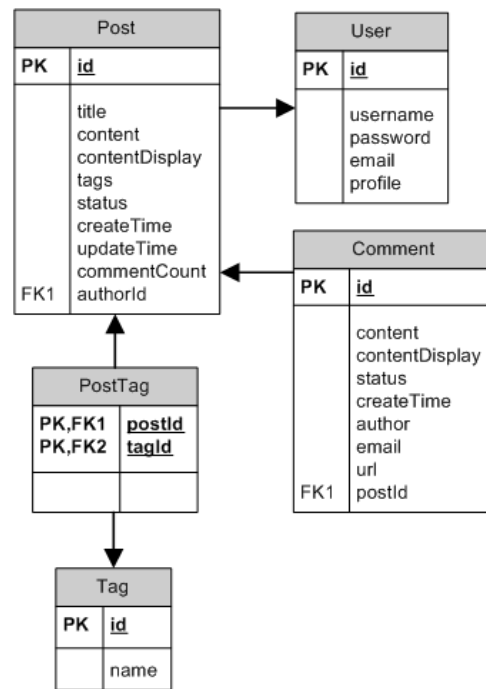 Post
PK id
title
content
contentDisplay
tags
status
createTime
updateTime
commentCount
FK1 authorId
User
PK id
username
password
email
profile
Comment
PK id
content
contentDisplay
status
createTime
author
email
url
FK1 postId
PostTag
PK,FK1 postId
PK,FK2 tagId
Tag
PK id
name